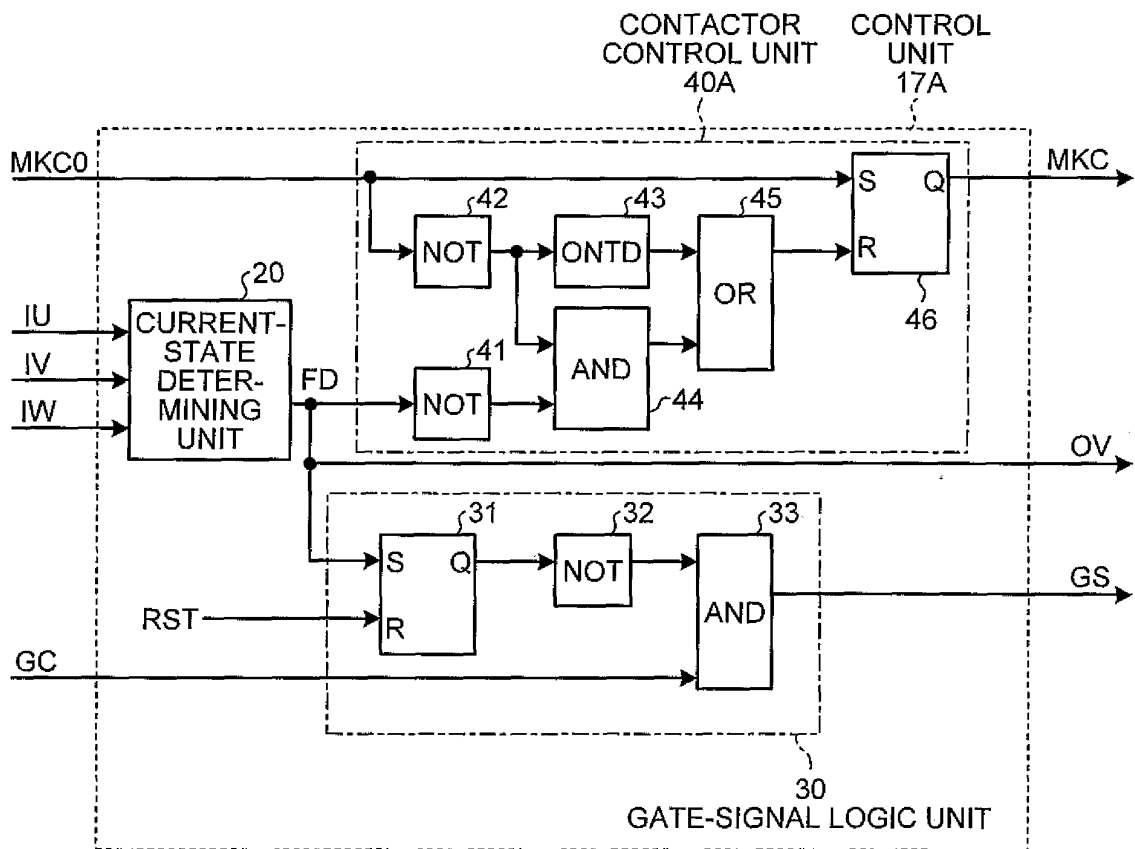 CONTACTOR
CONTROL UNIT
40A
CONTROL
UNIT
17A
MKC0
MKC
S Q
R
46
42
NOT
43
ONTD
45
OR
20
CURRENT-
STATE
DETER-
MINING
UNIT
IU
IV
IW
FD
41
NOT
AND
44
OV
31
S Q
R
32
NOT
33
AND
GS
RST
GC
30
GATE-SIGNAL LOGIC UNIT